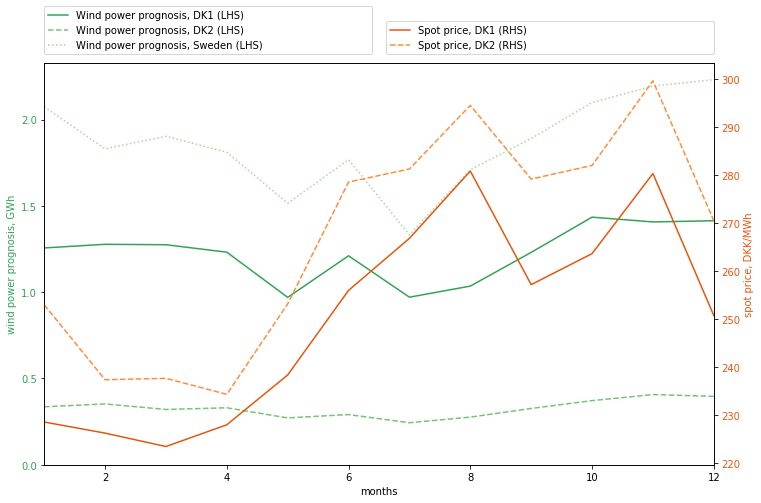 Wind power prognosis, DK1 (LHS)
Wind power prognosis, DK2 (LHS)
Wind power prognosis, Sweden (LHS)
Spot price, DK1 (RHS)
Spot price, DK2 (RHS)
wind power prognosis, GWh
2.0
1.5
1.0
0.5
0.0
300
290
280
270
260
250
240
230
220
spot price, DKK/MWh
2
4
6
8
10
12
months